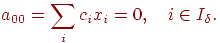 a_{00} = \sum_{i} c_i x_i = 0, \quad i \in I_\delta.